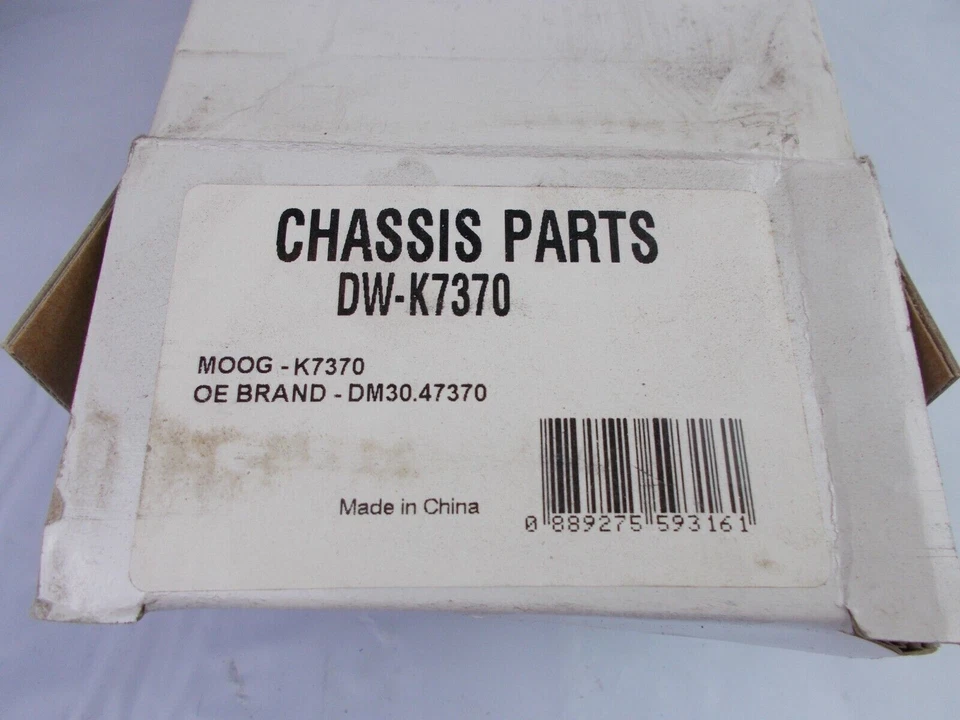 CHASSIS PARTS
DW-K7370
MOOG - K7370
OE BRAND - DM30.47370
Made in China
0 889275 593161